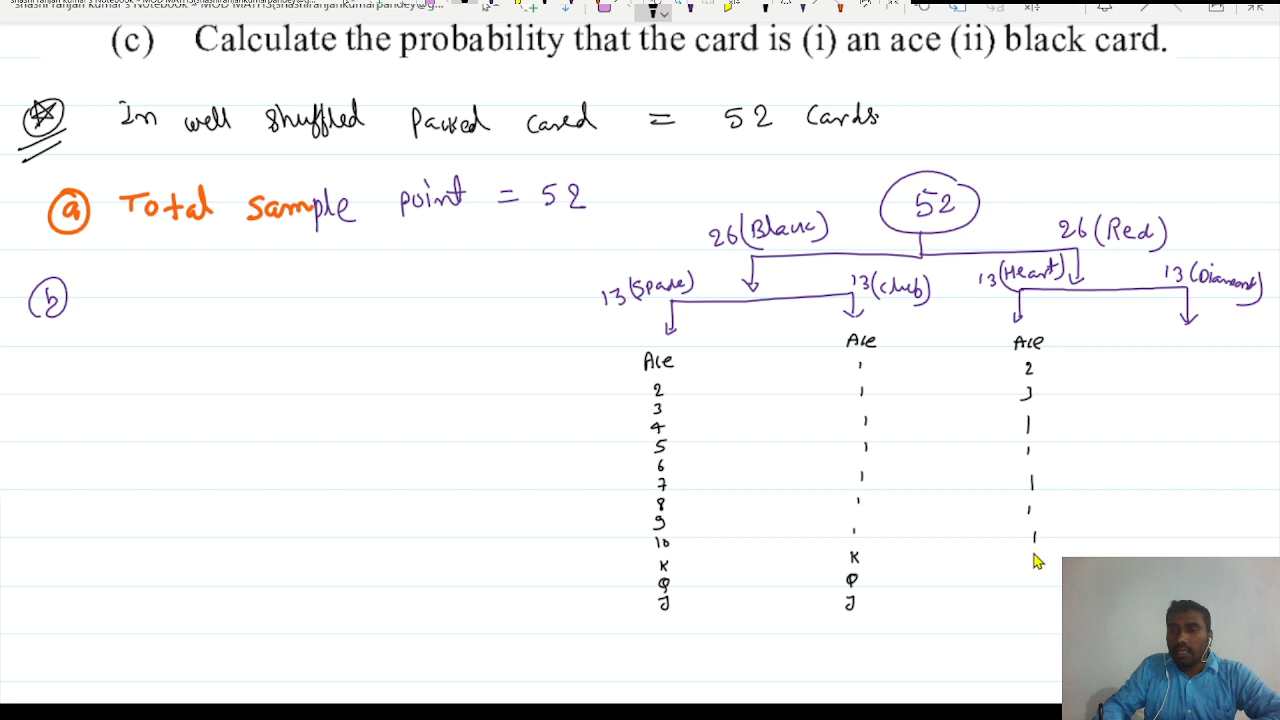 (c) Calculate the probability that the card is (i) an ace (ii) black card.
In well shuffled Packed cared = 52 Cards
(a) Total sample point = 52
52
26 (Black) 26 (Red)
13 (Spade) 13 (Club) 13 (Heart) 13 (Diamond)
Ace Ace Ace
2 2
3 3
4
5
6
7
8
9
10
K K
Q Q
J J
(b)